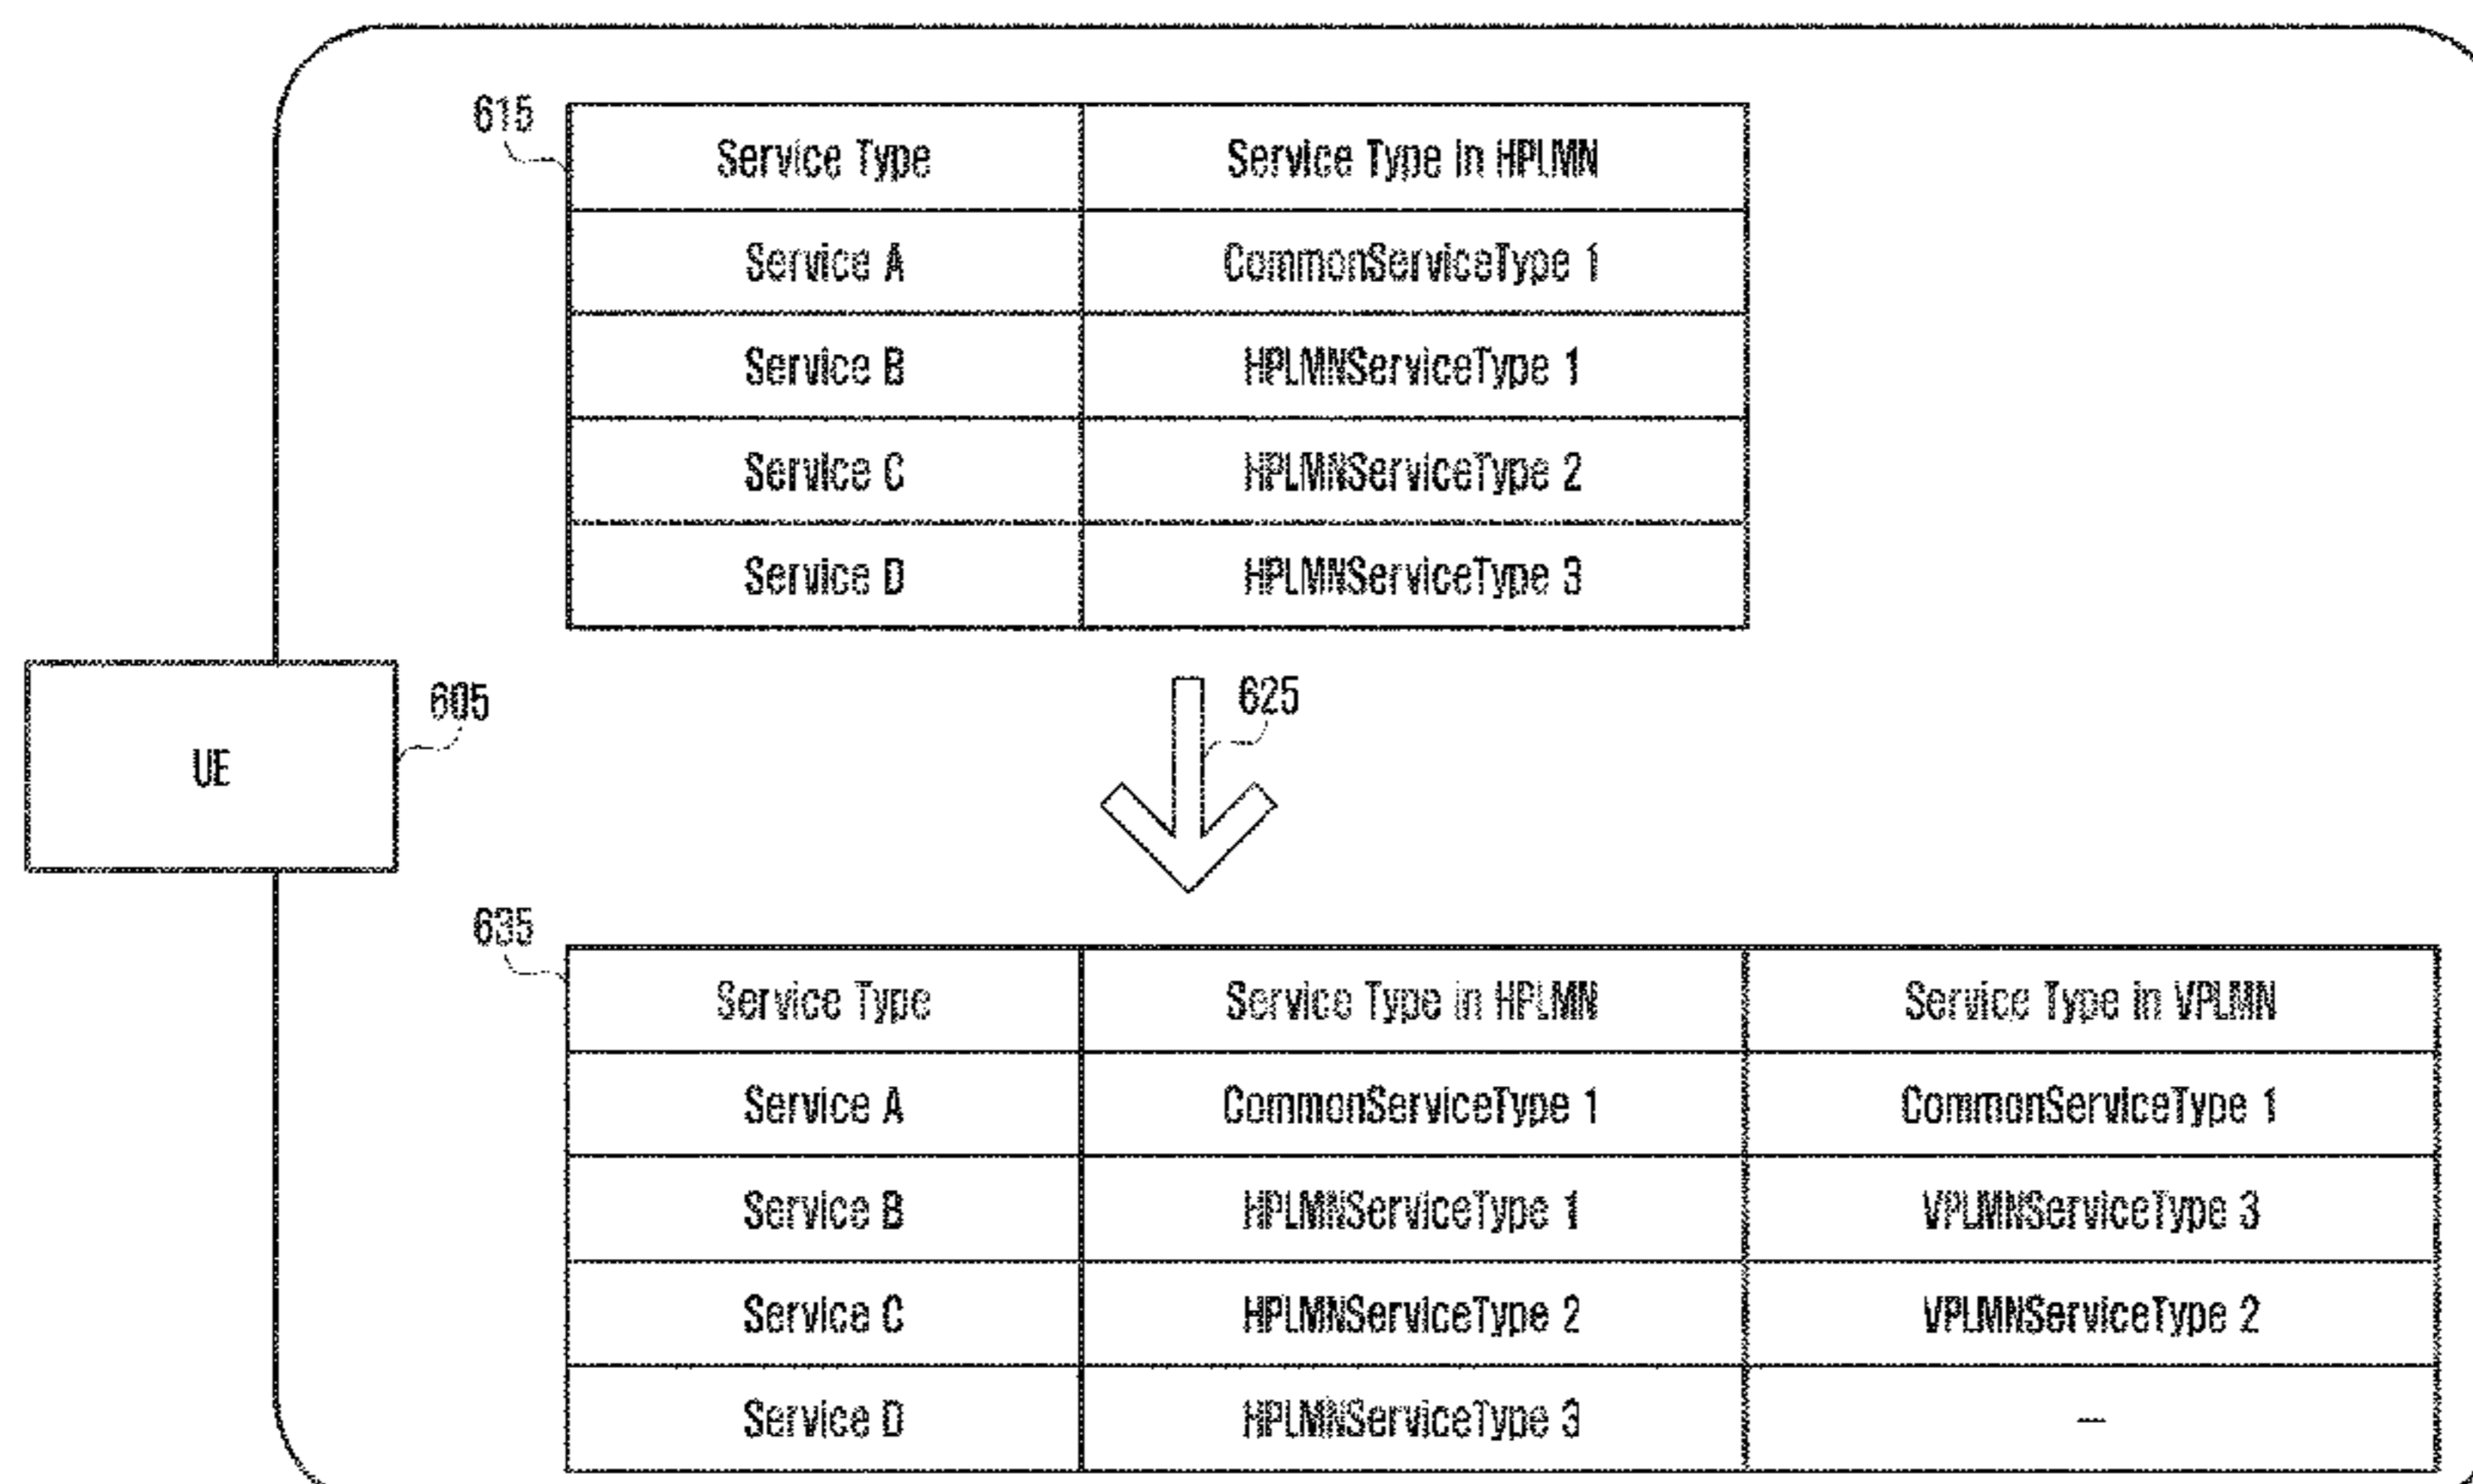 615
Service Type Service Type in HPLMN
Service A CommonServiceType 1
Service B HPLMNServiceType 1
Service C HPLMNServiceType 2
Service D HPLMNServiceType 3
605
625
UE
635
Service Type Service Type in HPLMN Service Type in VPLMN
Service A CommonServiceType 1 CommonServiceType 1
Service B HPLMNServiceType 1 VPLMNServiceType 3
Service C HPLMNServiceType 2 VPLMNServiceType 2
Service D HPLMNServiceType 3 —